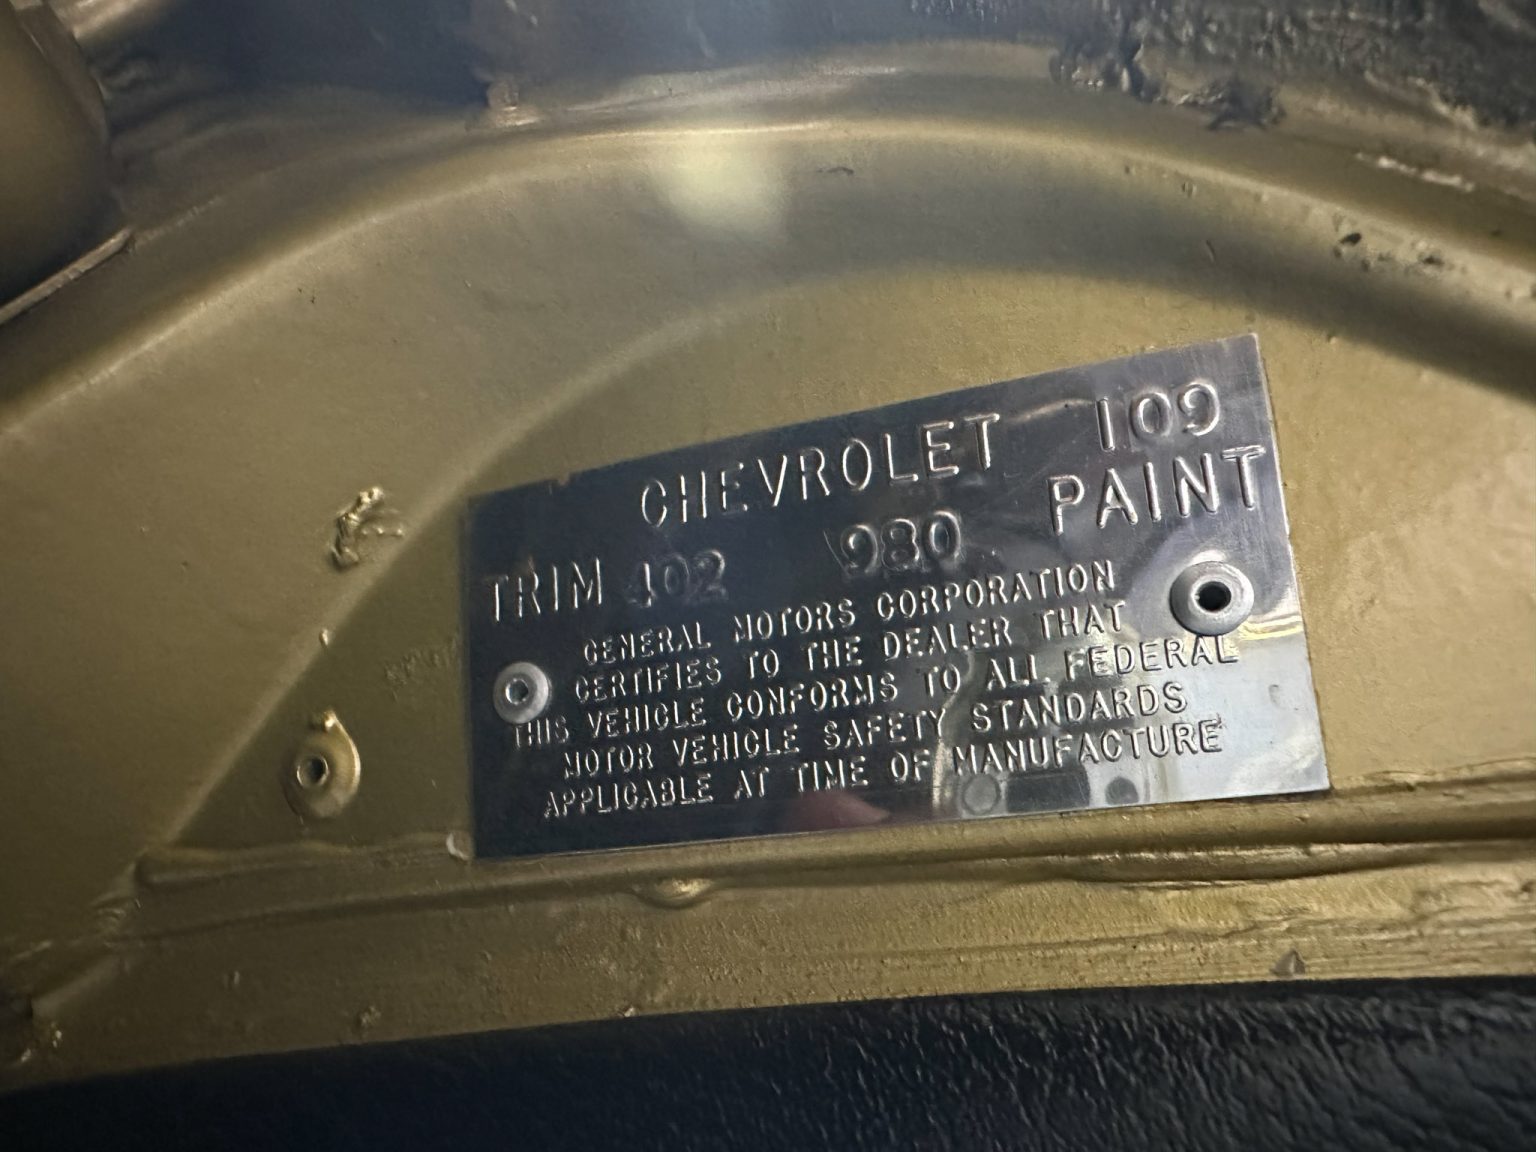 CHEVROLET 109
TRIM 402 980 PAINT
GENERAL MOTORS CORPORATION
CERTIFIES TO THE DEALER THAT
THIS VEHICLE CONFORMS TO ALL FEDERAL
MOTOR VEHICLE SAFETY STANDARDS
APPLICABLE AT TIME OF MANUFACTURE